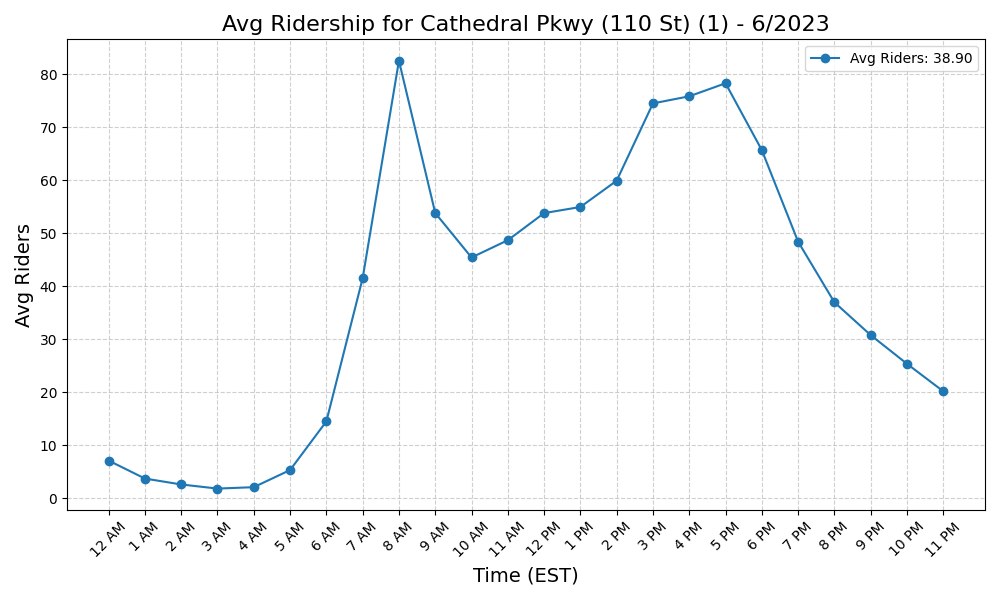 Avg Ridership for Cathedral Pkwy (110 St) (1) - 6/2023
Avg Riders: 38.90
Avg Riders
80
70
60
50
40
30
20
10
0
12 AM
1 AM
2 AM
3 AM
4 AM
5 AM
6 AM
7 AM
8 AM
9 AM
10 AM
11 AM
12 PM
1 PM
2 PM
3 PM
4 PM
5 PM
6 PM
7 PM
8 PM
9 PM
10 PM
11 PM
Time (EST)